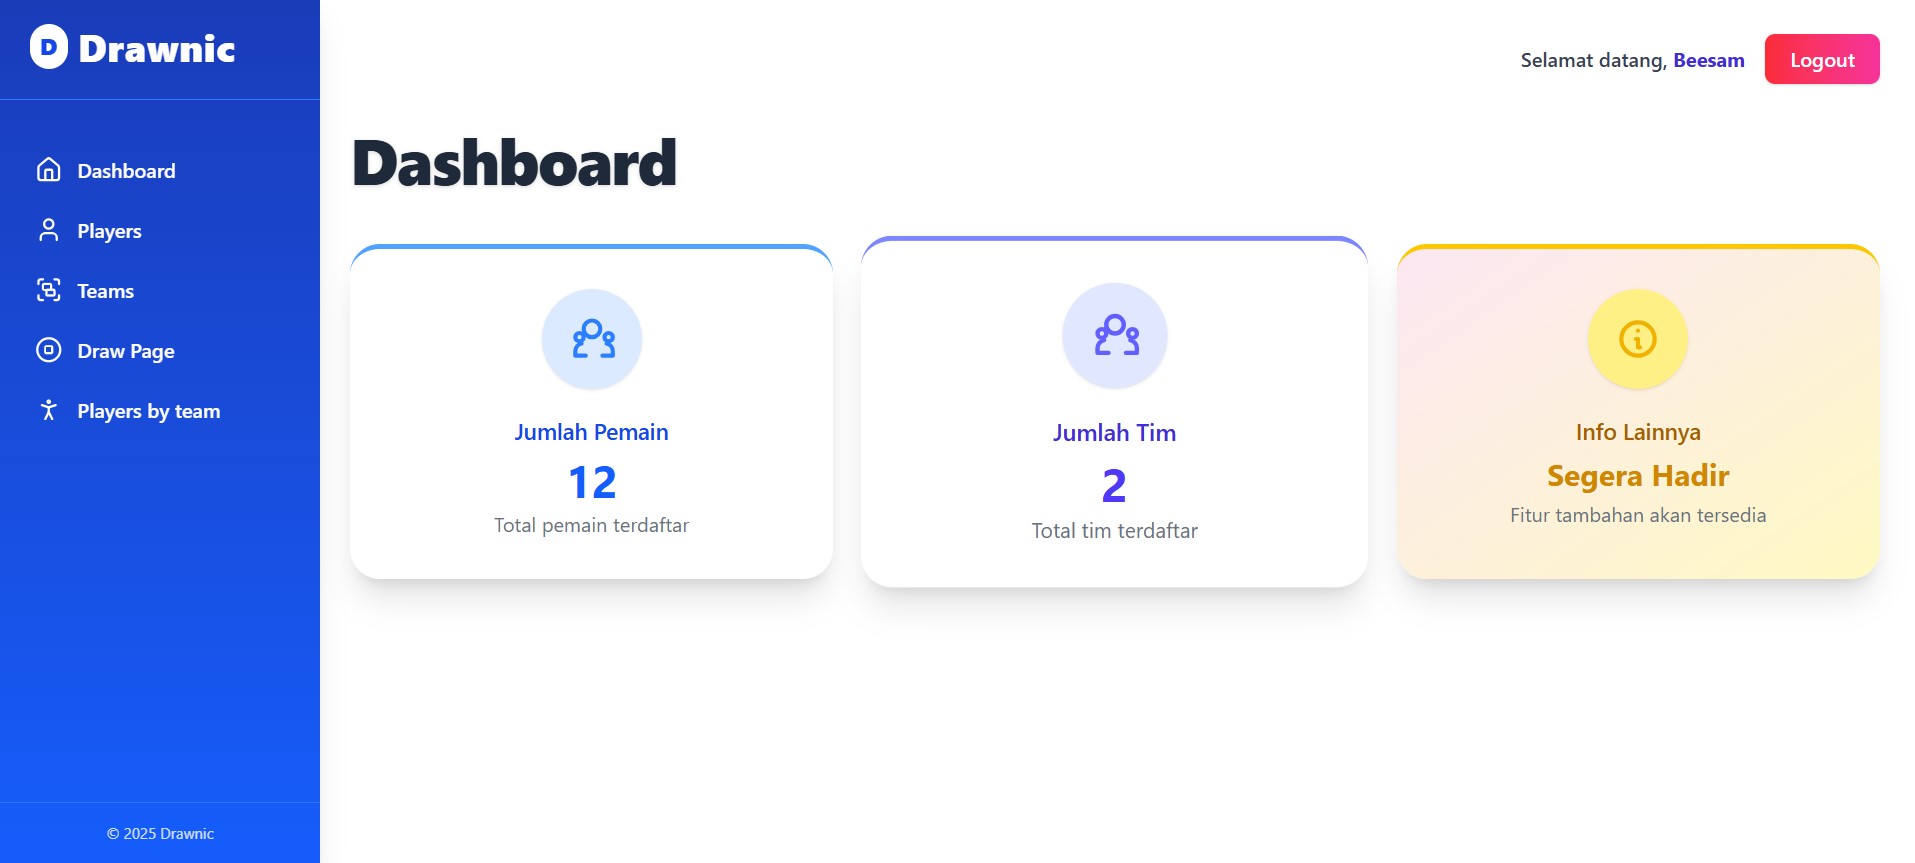 D Drawnic
Selamat datang, Beesam
Logout
Dashboard
Players
Teams
Draw Page
Players by team
© 2025 Drawnic
Dashboard
Jumlah Pemain
12
Total pemain terdaftar
Jumlah Tim
2
Total tim terdaftar
Info Lainnya
Segera Hadir
Fitur tambahan akan tersedia